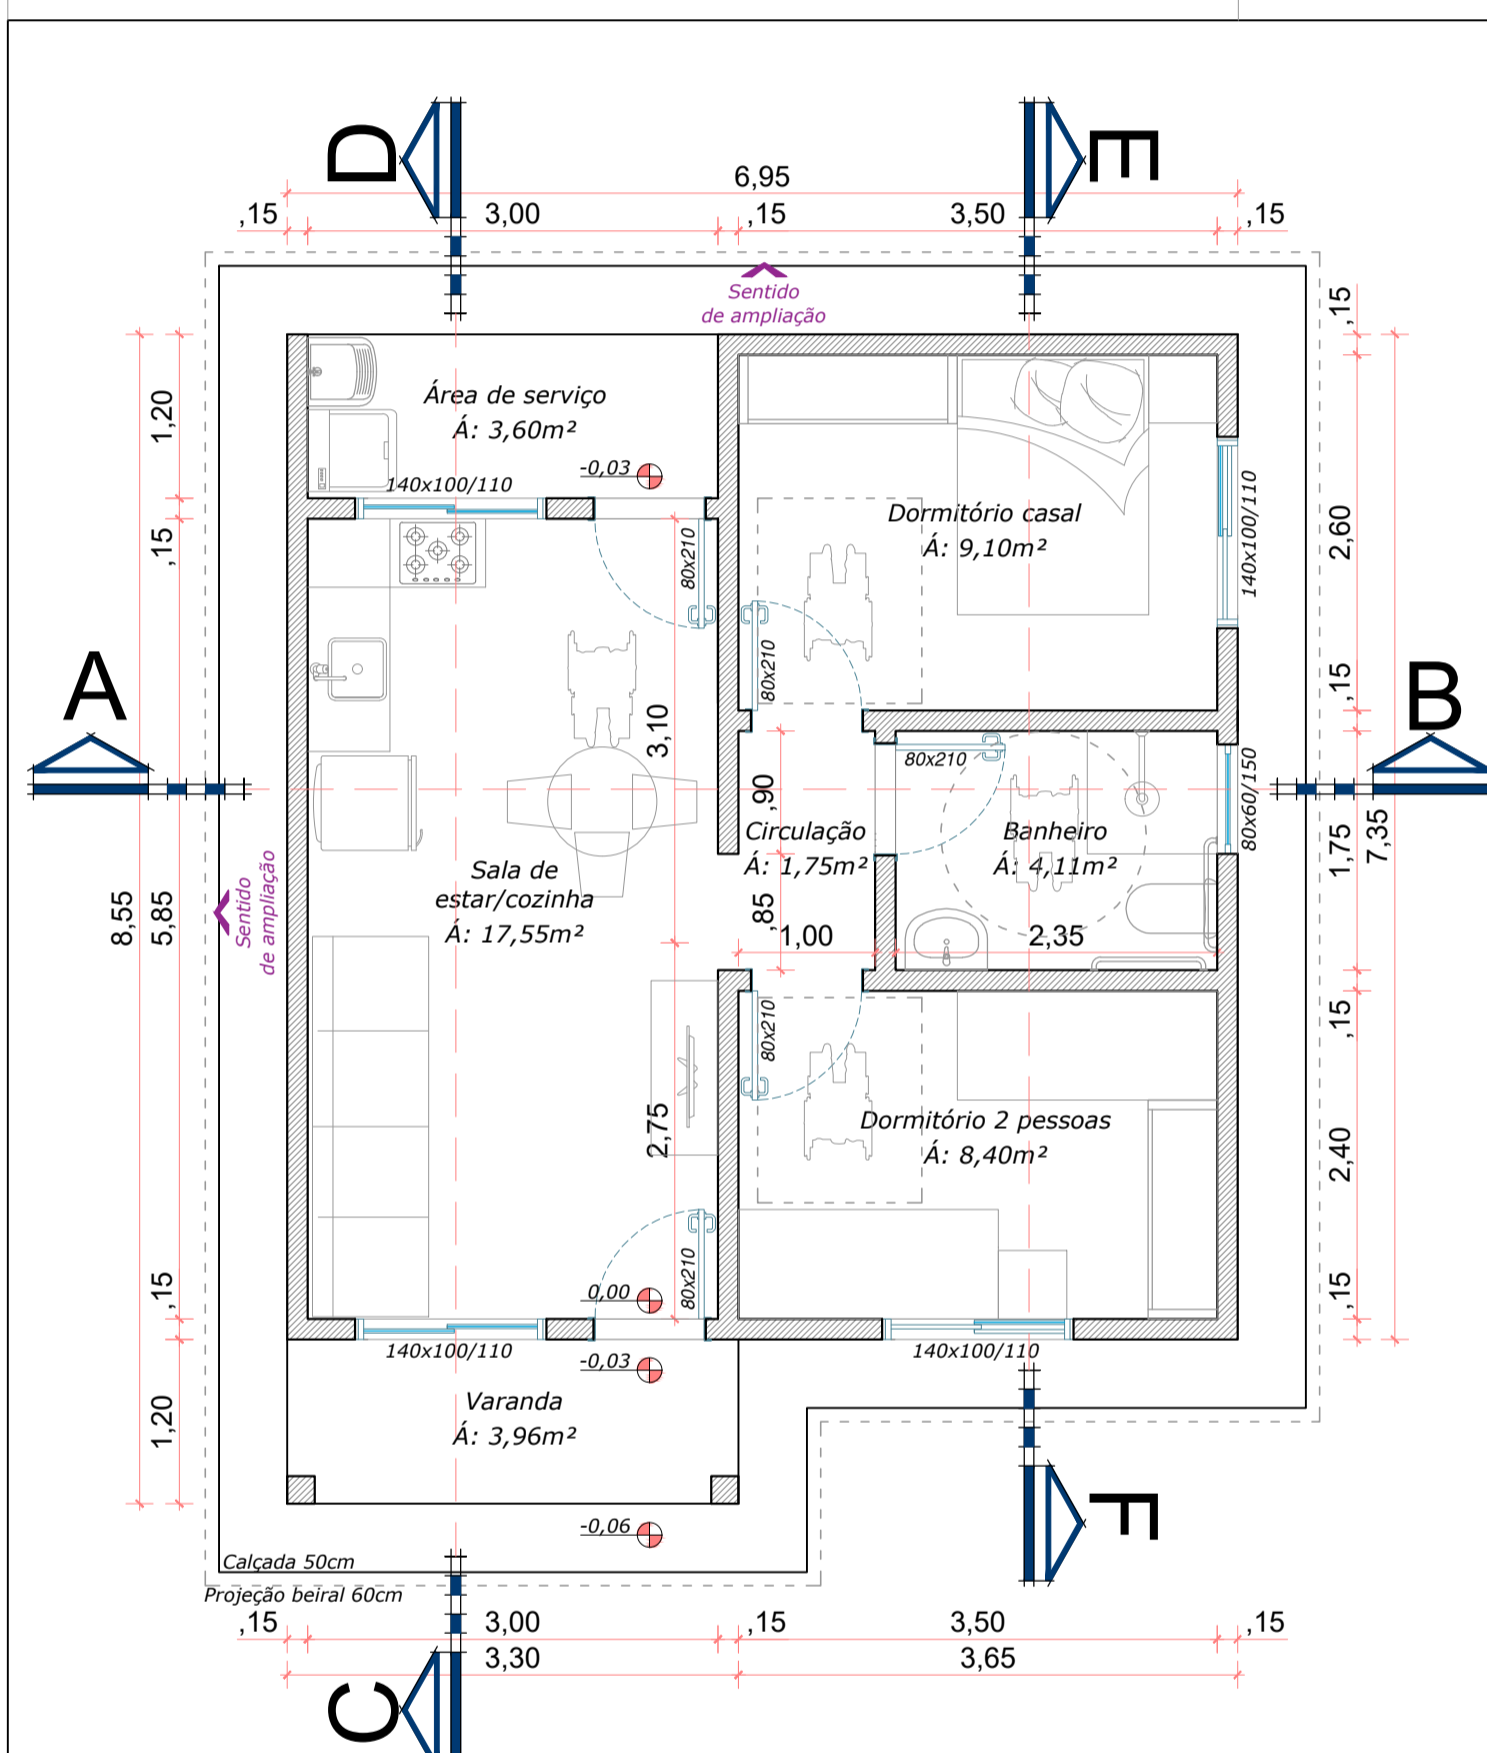 D
E
6,95
,15
3,00
,15
3,50
,15
Sentido
de ampliação
,15
1,20
Área de serviço
Á: 3,60m²
-0,03
140x100/110
,15
80x210
Dormitório casal
Á: 9,10m²
140x100/110
2,60
80x210
,15
A
B
3,10
,90
80x210
80x60/150
Circulação
Á: 1,75m²
Banheiro
Á: 4,11m²
1,75
7,35
Sala de
estar/cozinha
Á: 17,55m²
Sentido
de ampliação
8,55
5,85
,85
1,00
2,35
80x210
,15
2,75
Dormitório 2 pessoas
Á: 8,40m²
2,40
,15
0,00
80x210
,15
140x100/110
-0,03
140x100/110
Varanda
Á: 3,96m²
1,20
-0,06
F
Calçada 50cm
Projeção beiral 60cm
,15
3,00
,15
3,50
,15
3,30
3,65
C